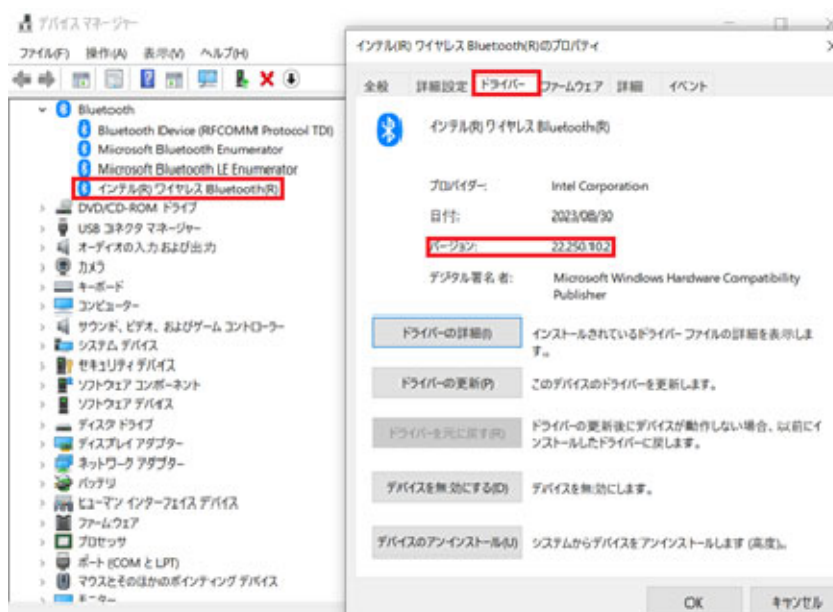 デバイス マネージャー
ファイル(F) 操作(A) 表示(V) ヘルプ(H)
Bluetooth
Bluetooth Device (RFCOMM Protocol TDI)
Microsoft Bluetooth Enumerator
Microsoft Bluetooth LE Enumerator
インテル(R) ワイヤレス Bluetooth(R)
DVD/CD-ROM ドライブ
USB コネクタ マネージャー
オーディオの入力および出力
カメラ
キーボード
コンピューター
サウンド、ビデオ、およびゲーム コントローラー
システム デバイス
セキュリティ デバイス
ソフトウェア コンポーネント
ソフトウェア デバイス
ディスク ドライブ
ディスプレイ アダプター
ネットワーク アダプター
バッテリ
ヒューマン インターフェイス デバイス
ファームウェア
プロセッサ
ポート (COM と LPT)
マウスとそのほかのポインティング デバイス
モニター
インテル(R) ワイヤレス Bluetooth(R)のプロパティ
全般 詳細設定 ドライバー ファームウェア 詳細 イベント
インテル(R) ワイヤレス Bluetooth(R)
プロバイダー: Intel Corporation
日付: 2023/08/30
バージョン: 22.250.10.2
デジタル署名者: Microsoft Windows Hardware Compatibility
Publisher
ドライバーの詳細(I) インストールされているドライバー ファイルの詳細を表示しま
す。
ドライバーの更新(P) このデバイスのドライバーを更新します。
ドライバーを元に戻す(R) ドライバーの更新後にデバイスが動作しない場合、以前にイ
ンストールしたドライバーに戻します。
デバイスを無効にする(D) デバイスを無効にします。
デバイスのアンインストール(U) システムからデバイスをアンインストールします (高度)。
OK キャンセル